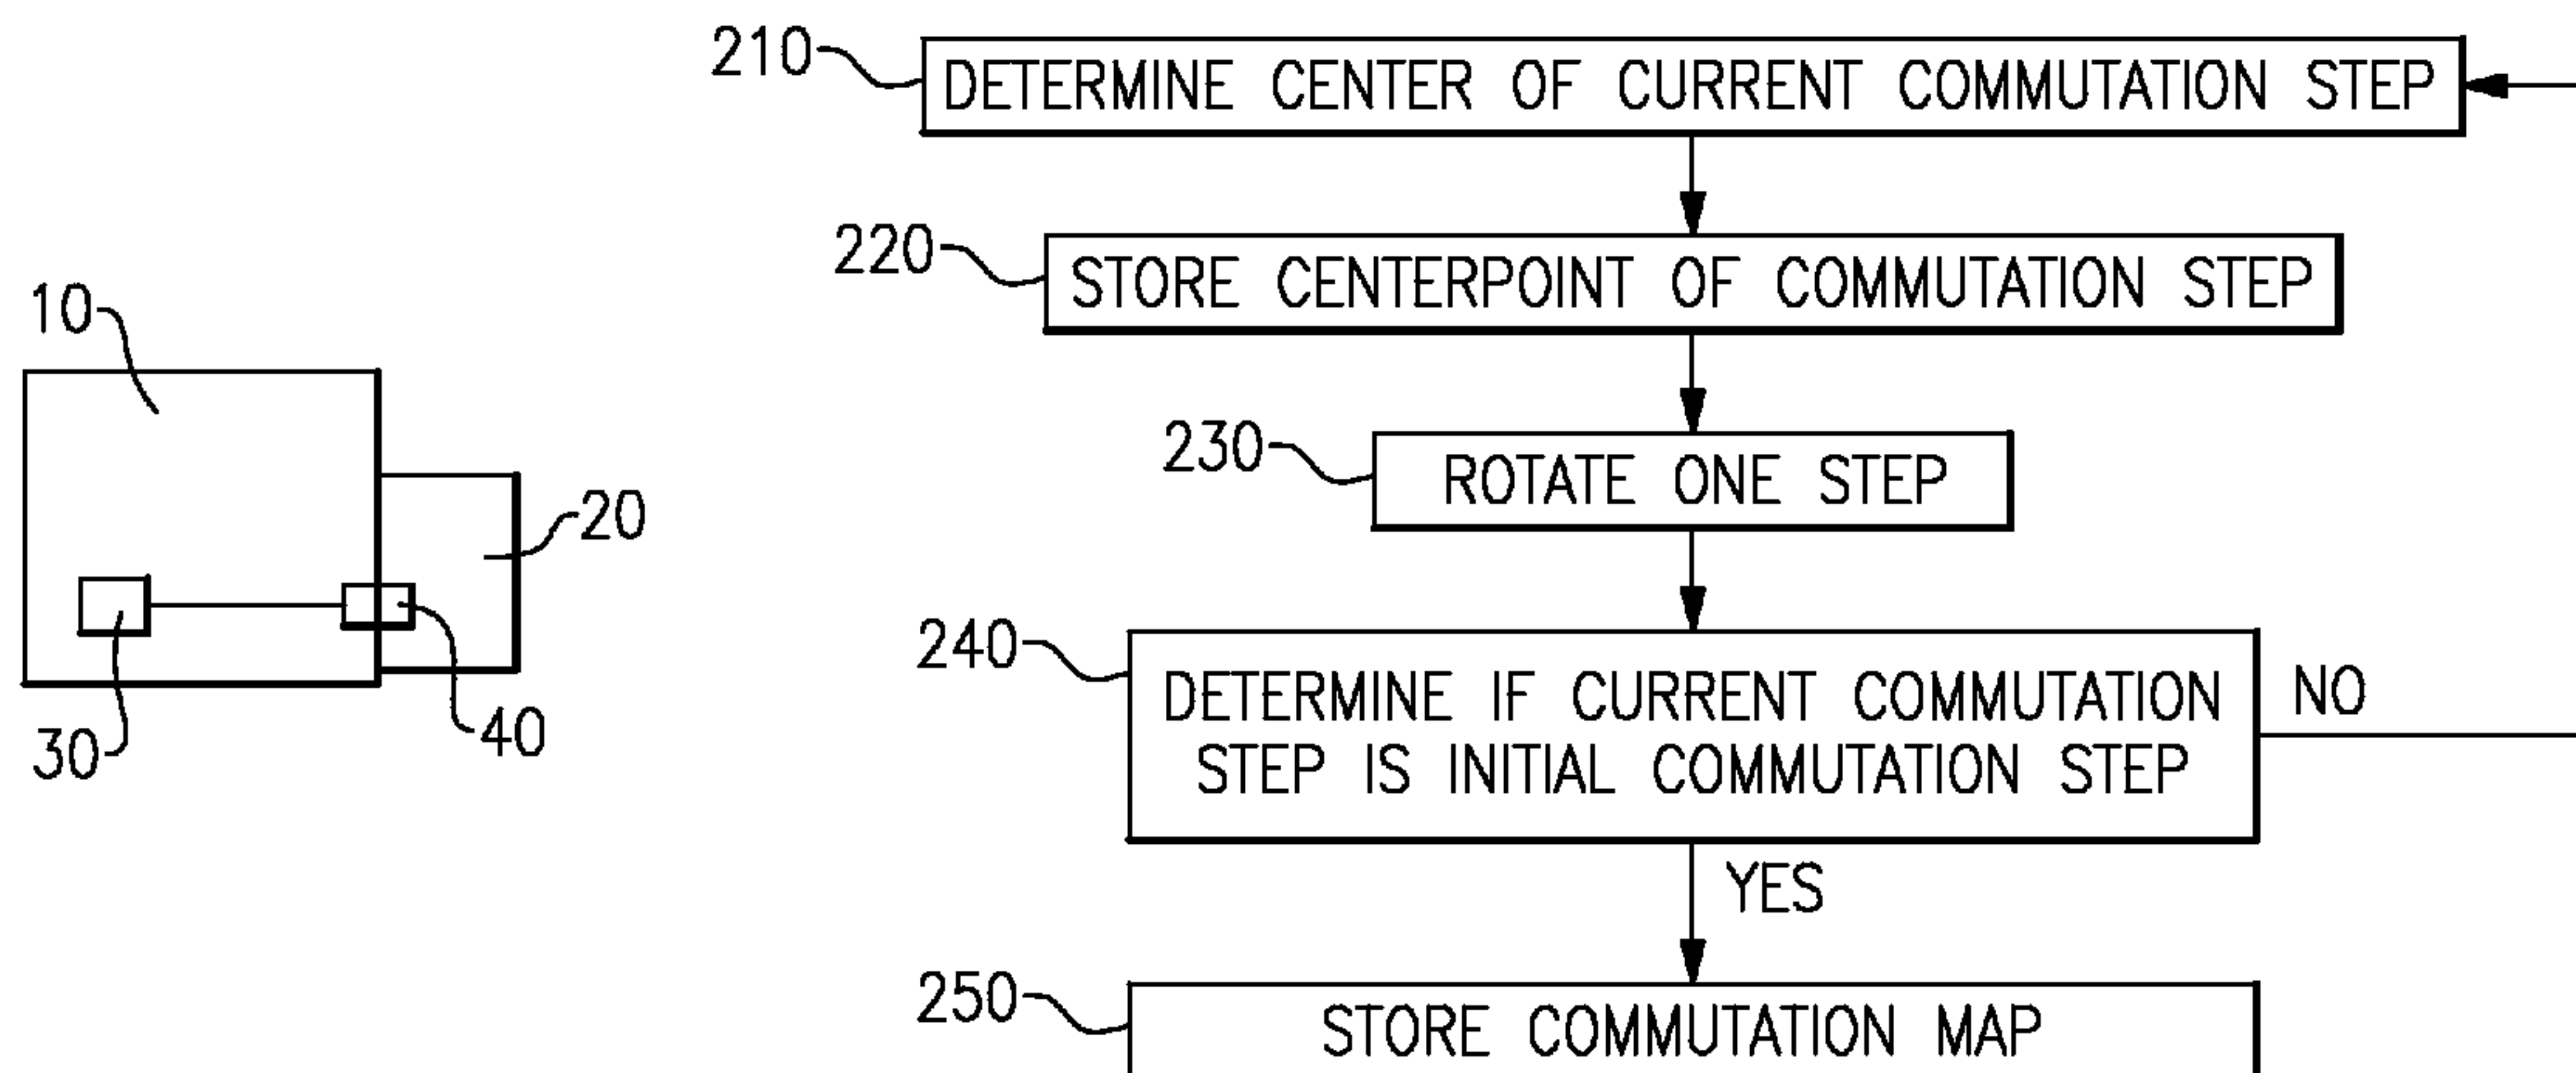 10
20
30
40
210
DETERMINE CENTER OF CURRENT COMMUTATION STEP
220
STORE CENTERPOINT OF COMMUTATION STEP
230
ROTATE ONE STEP
240
DETERMINE IF CURRENT COMMUTATION
STEP IS INITIAL COMMUTATION STEP
NO
YES
250
STORE COMMUTATION MAP